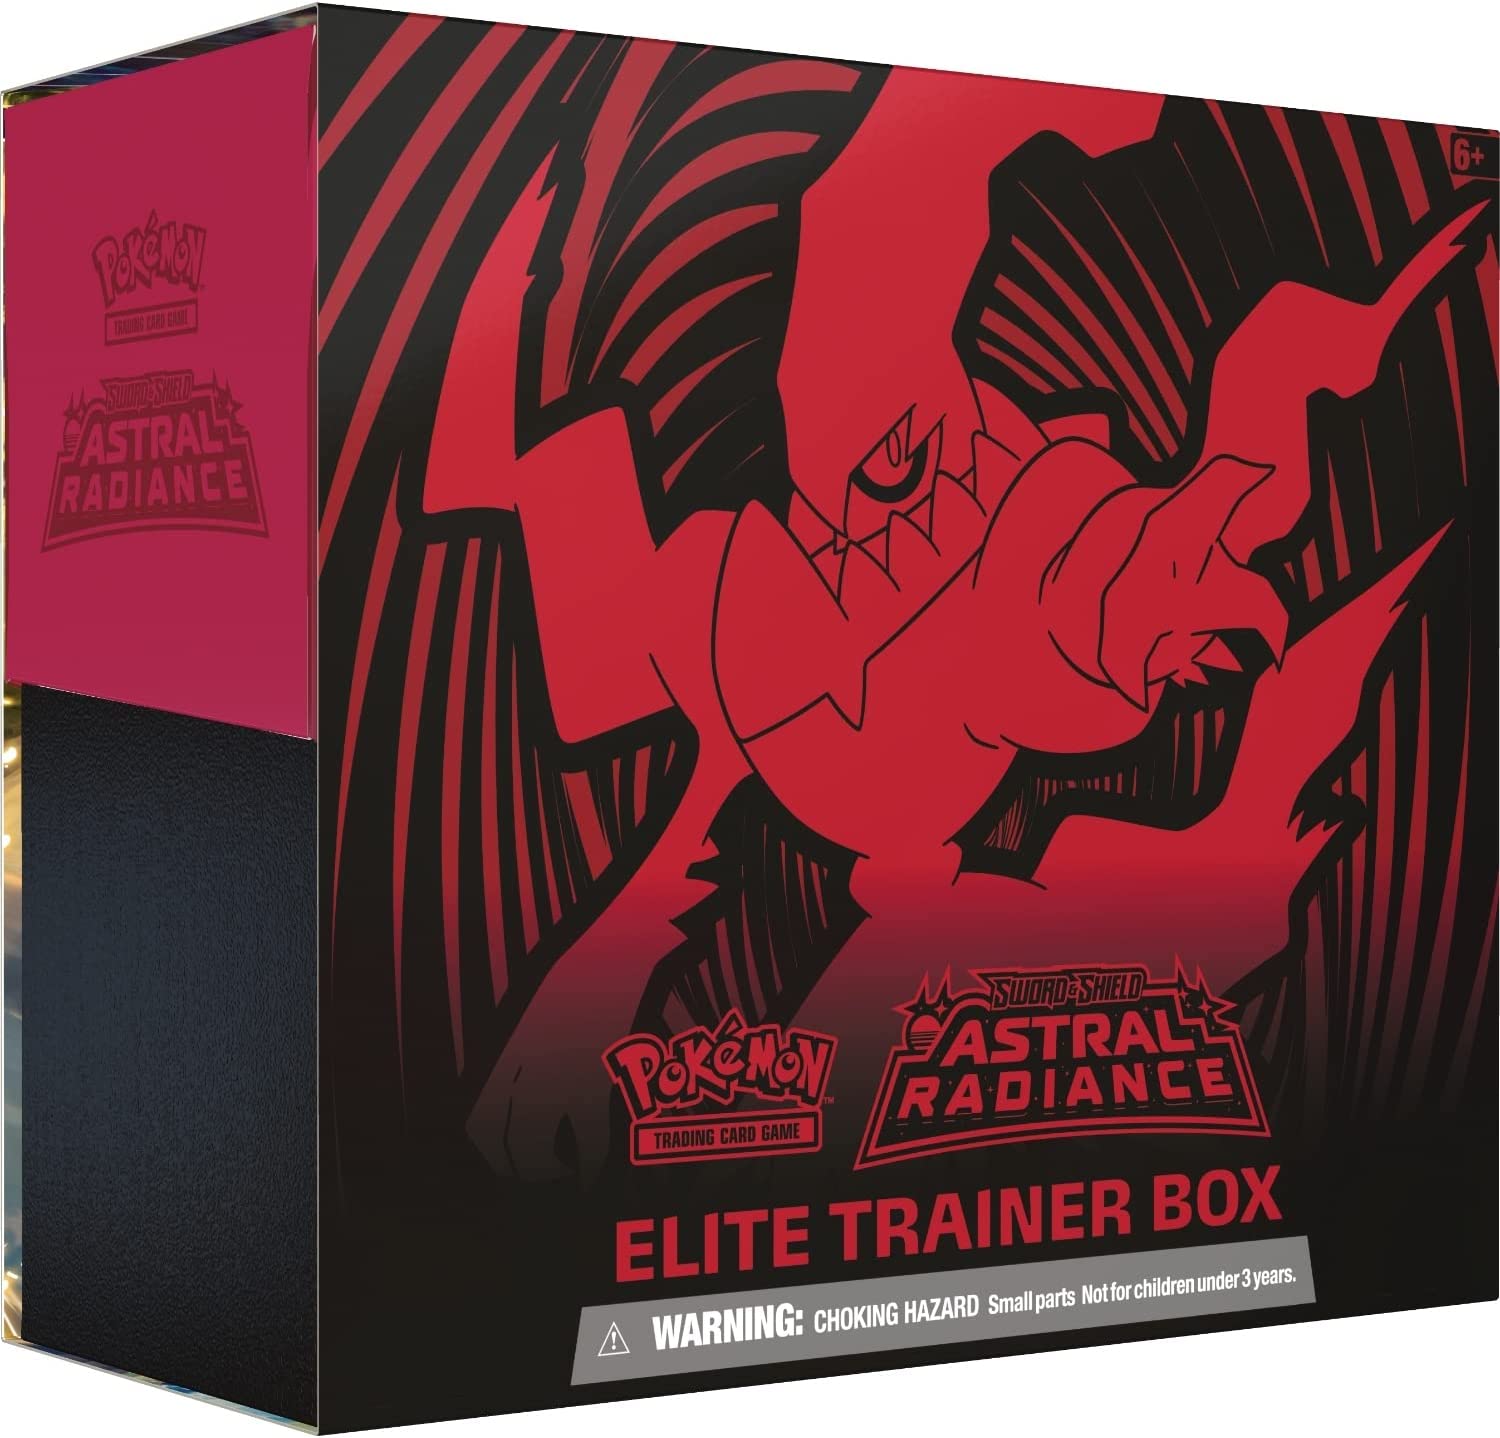 6+
Pokémon
TRADING CARD GAME
SWORD & SHIELD
ASTRAL
RADIANCE
Pokémon™
TRADING CARD GAME
SWORD & SHIELD
ASTRAL
RADIANCE
ELITE TRAINER BOX
WARNING: CHOKING HAZARD Small parts Not for children under 3 years.